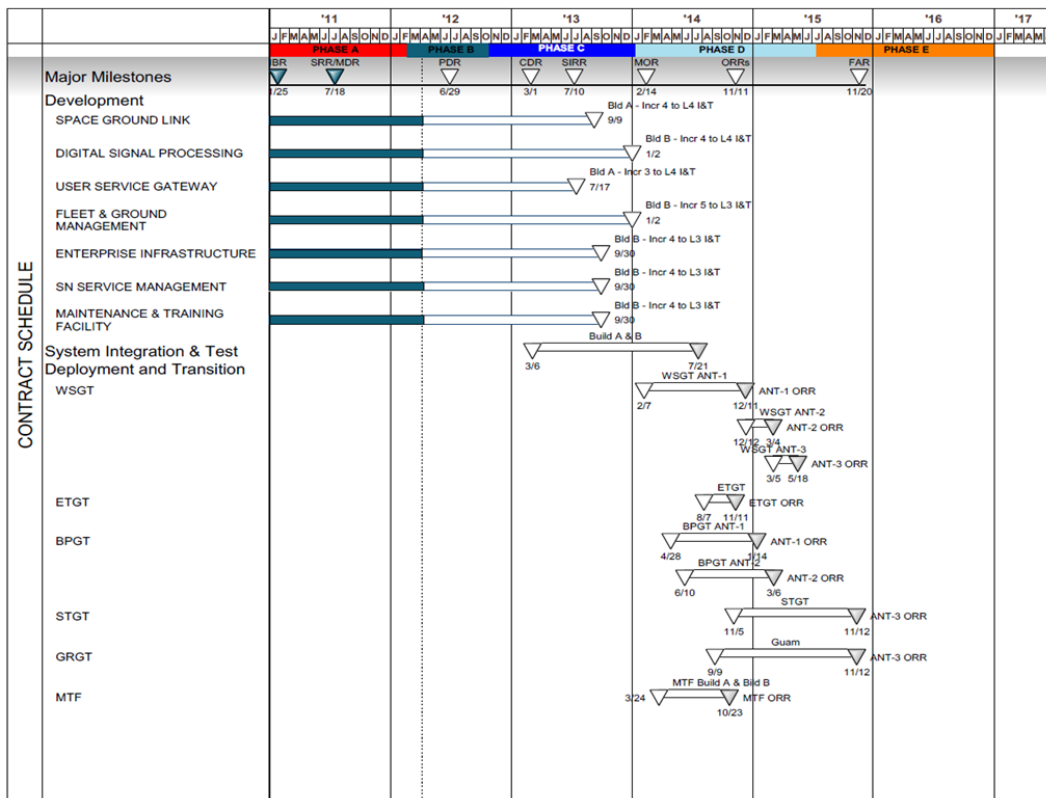 '11 '12 '13 '14 '15 '16 '17
J F M A M J J A S O N D J F M A M J J A S O N D J F M A M J J A S O N D J F M A M J J A S O N D J F M A M J J A S O N D J F M A M J J A S O N D J F M A M
PHASE A PHASE B PHASE C PHASE D PHASE E
IBR SRR/MDR PDR CDR SIRR MOR ORRs FAR
Major Milestones
1/25 7/18 6/29 3/1 7/10 2/14 11/11 11/20
Development
Bld A - Incr 4 to L4 I&T
SPACE GROUND LINK
9/9
Bld B - Incr 4 to L4 I&T
DIGITAL SIGNAL PROCESSING
1/2
Bld A - Incr 3 to L4 I&T
USER SERVICE GATEWAY
7/17
Bld B - Incr 5 to L3 I&T
FLEET & GROUND
MANAGEMENT
1/2
Bld B - Incr 4 to L3 I&T
ENTERPRISE INFRASTRUCTURE
9/30
Bld B - Incr 4 to L3 I&T
SN SERVICE MANAGEMENT
9/30
Bld B - Incr 4 to L3 I&T
MAINTENANCE & TRAINING
FACILITY
9/30
CONTRACT SCHEDULE
Build A & B
System Integration & Test
3/6 7/21
Deployment and Transition
WSGT ANT-1
WSGT
ANT-1 ORR
2/7 12/11
WSGT ANT-2
ANT-2 ORR
12/12 3/4
WSGT ANT-3
ANT-3 ORR
3/5 5/18
ETGT
ETGT
ETGT ORR
8/7 11/11
BPGT ANT-1
BPGT
ANT-1 ORR
4/28 1/14
BPGT ANT-2
ANT-2 ORR
6/10 3/6
STGT
STGT
ANT-3 ORR
11/5 11/12
Guam
GRGT
ANT-3 ORR
9/9 11/12
MTF Build A & Bild B
MTF
3/24
MTF ORR
10/23